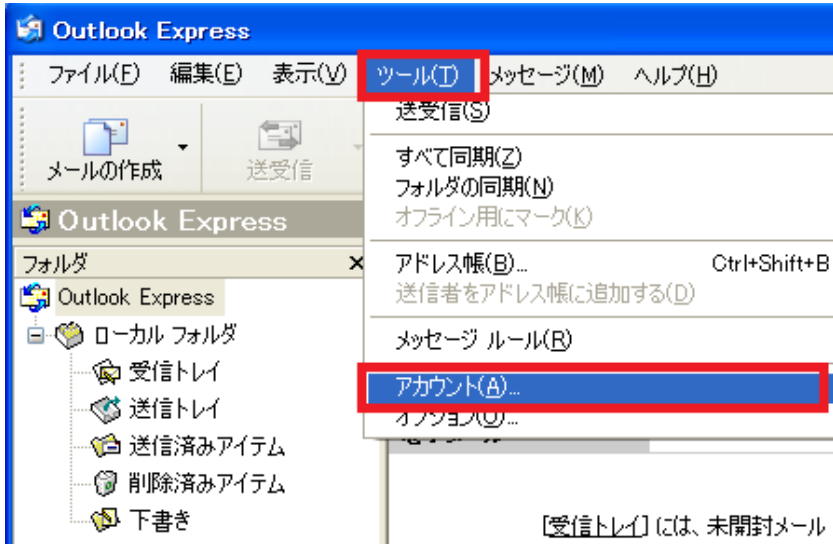 Outlook Express
ファイル(F) 編集(E) 表示(V) ツール(T) メッセージ(M) ヘルプ(H)
メールの作成
送受信
Outlook Express
フォルダ
Outlook Express
ローカル フォルダ
受信トレイ
送信トレイ
送信済みアイテム
削除済みアイテム
下書き
送受信(S)
すべて同期(Z)
フォルダの同期(N)
オフライン用にマーク(K)
アドレス帳(B)... Ctrl+Shift+B
送信者をアドレス帳に追加する(D)
メッセージ ルール(R)
アカウント(A)...
オプション(O)...
[受信トレイ] には、未開封メール